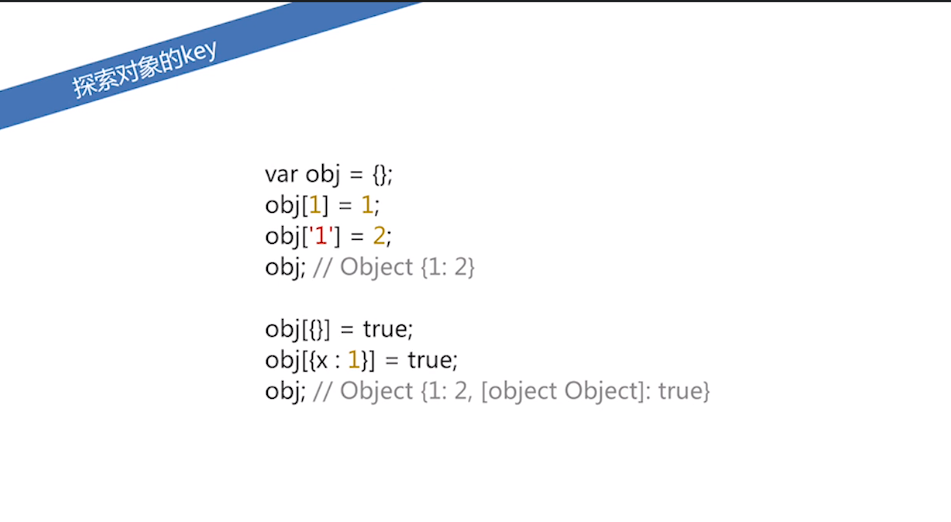 探索对象的key
var obj = {};
obj[1] = 1;
obj['1'] = 2;
obj; // Object {1: 2}
obj[{}] = true;
obj[{x : 1}] = true;
obj; // Object {1: 2, [object Object]: true}